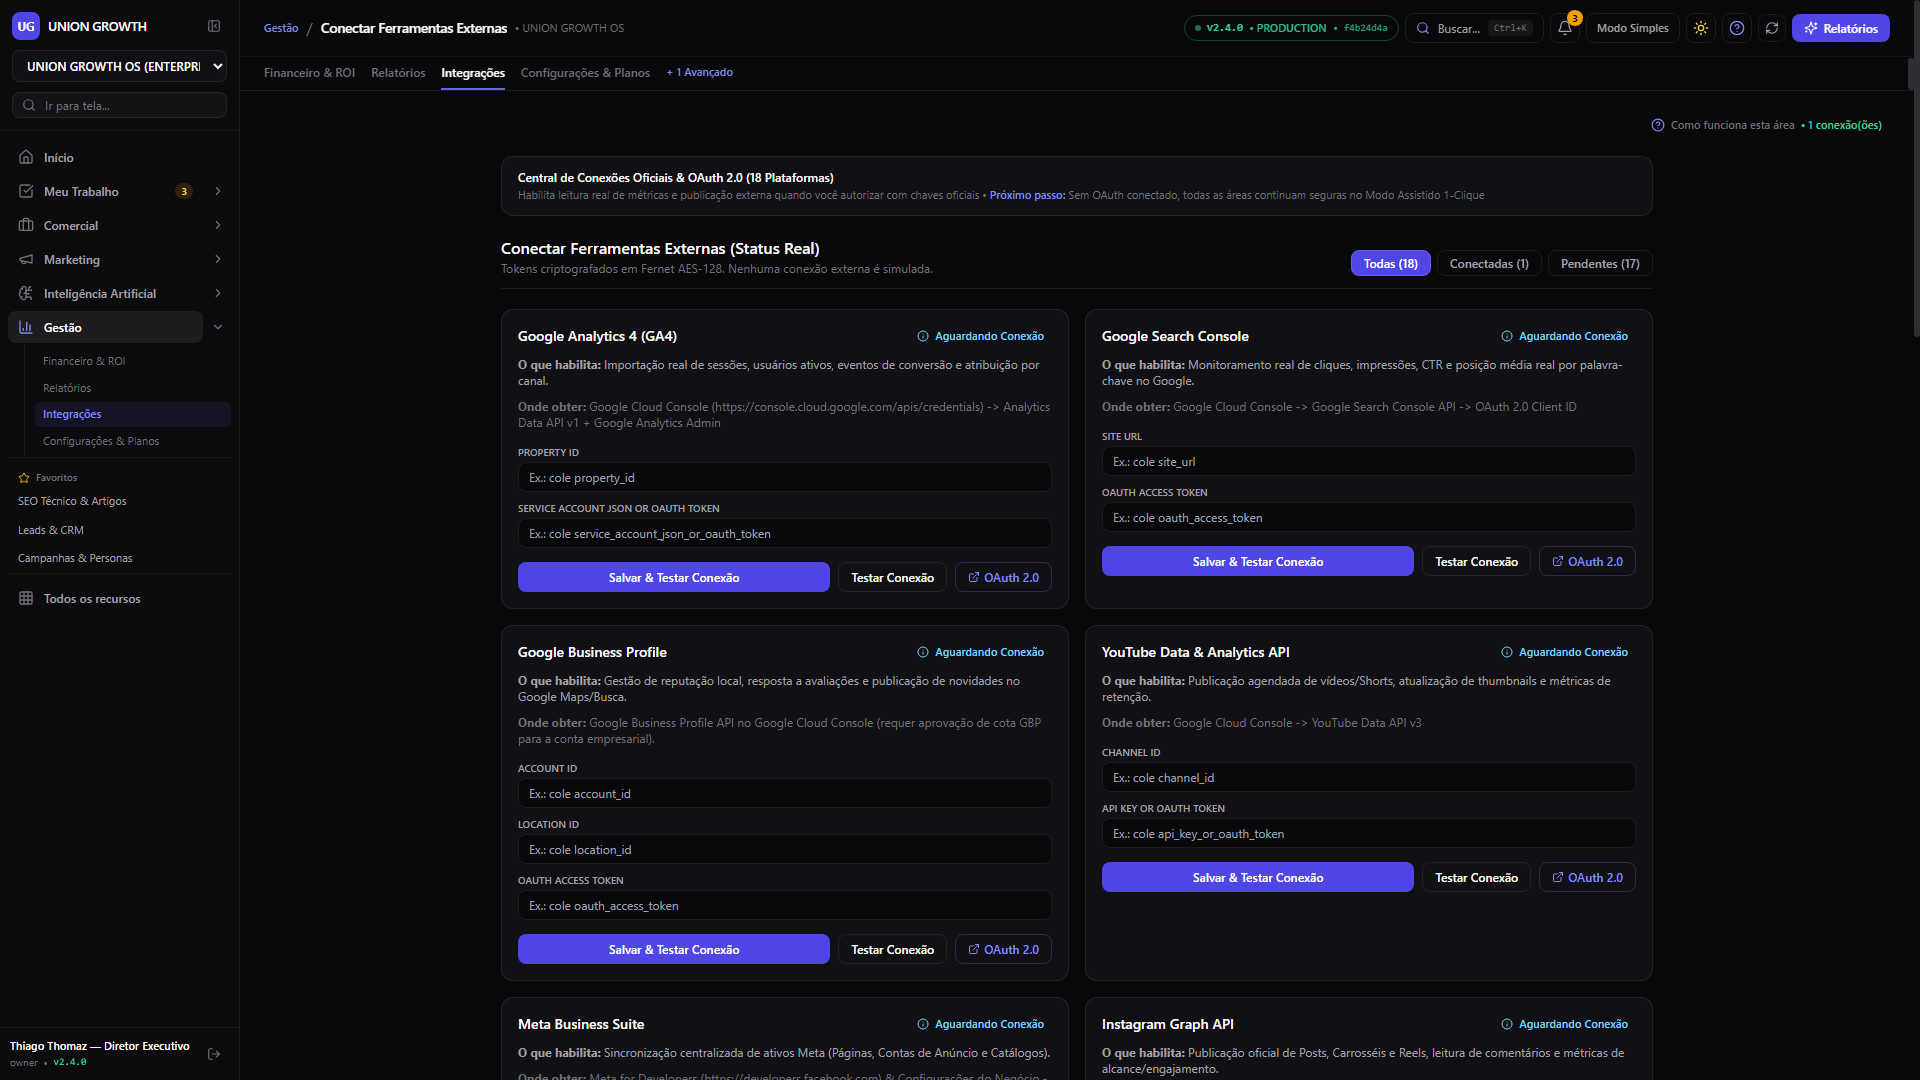 UG UNION GROWTH
UNION GROWTH OS (ENTERPRI
Ir para tela...
Início
Meu Trabalho 3
Comercial
Marketing
Inteligência Artificial
Gestão
Financeiro & ROI
Relatórios
Integrações
Configurações & Planos
Favoritos
SEO Técnico & Artigos
Leads & CRM
Campanhas & Personas
Todos os recursos
Thiago Thomaz — Diretor Executivo
owner • v2.4.0
Gestão / Conectar Ferramentas Externas • UNION GROWTH OS
v2.4.0 • PRODUCTION • f4b24d4a
Buscar... Ctrl+K
3
Modo Simples
Relatórios
Financeiro & ROI Relatórios Integrações Configurações & Planos + 1 Avançado
Como funciona esta área • 1 conexão(ões)
Central de Conexões Oficiais & OAuth 2.0 (18 Plataformas)
Habilita leitura real de métricas e publicação externa quando você autorizar com chaves oficiais • Próximo passo: Sem OAuth conectado, todas as áreas continuam seguras no Modo Assistido 1-Clique
Conectar Ferramentas Externas (Status Real)
Tokens criptografados em Fernet AES-128. Nenhuma conexão externa é simulada.
Todas (18) Conectadas (1) Pendentes (17)
Google Analytics 4 (GA4) Aguardando Conexão
O que habilita: Importação real de sessões, usuários ativos, eventos de conversão e atribuição por
canal.
Onde obter: Google Cloud Console (https://console.cloud.google.com/apis/credentials) -> Analytics
Data API v1 + Google Analytics Admin
PROPERTY ID
Ex.: cole property_id
SERVICE ACCOUNT JSON OR OAUTH TOKEN
Ex.: cole service_account_json_or_oauth_token
Salvar & Testar Conexão Testar Conexão OAuth 2.0
Google Search Console Aguardando Conexão
O que habilita: Monitoramento real de cliques, impressões, CTR e posição média real por palavra-
chave no Google.
Onde obter: Google Cloud Console -> Google Search Console API -> OAuth 2.0 Client ID
SITE URL
Ex.: cole site_url
OAUTH ACCESS TOKEN
Ex.: cole oauth_access_token
Salvar & Testar Conexão Testar Conexão OAuth 2.0
Google Business Profile Aguardando Conexão
O que habilita: Gestão de reputação local, resposta a avaliações e publicação de novidades no
Google Maps/Busca.
Onde obter: Google Business Profile API no Google Cloud Console (requer aprovação de cota GBP
para a conta empresarial).
ACCOUNT ID
Ex.: cole account_id
LOCATION ID
Ex.: cole location_id
OAUTH ACCESS TOKEN
Ex.: cole oauth_access_token
Salvar & Testar Conexão Testar Conexão OAuth 2.0
YouTube Data & Analytics API Aguardando Conexão
O que habilita: Publicação agendada de vídeos/Shorts, atualização de thumbnails e métricas de
retenção.
Onde obter: Google Cloud Console -> YouTube Data API v3
CHANNEL ID
Ex.: cole channel_id
API KEY OR OAUTH TOKEN
Ex.: cole api_key_or_oauth_token
Salvar & Testar Conexão Testar Conexão OAuth 2.0
Meta Business Suite Aguardando Conexão
O que habilita: Sincronização centralizada de ativos Meta (Páginas, Contas de Anúncio e Catálogos).
Onde obter: Meta for Developers (https://developers.facebook.com) & Configurações do Negócio -
Instagram Graph API Aguardando Conexão
O que habilita: Publicação oficial de Posts, Carrosséis e Reels, leitura de comentários e métricas de
alcance/engajamento.